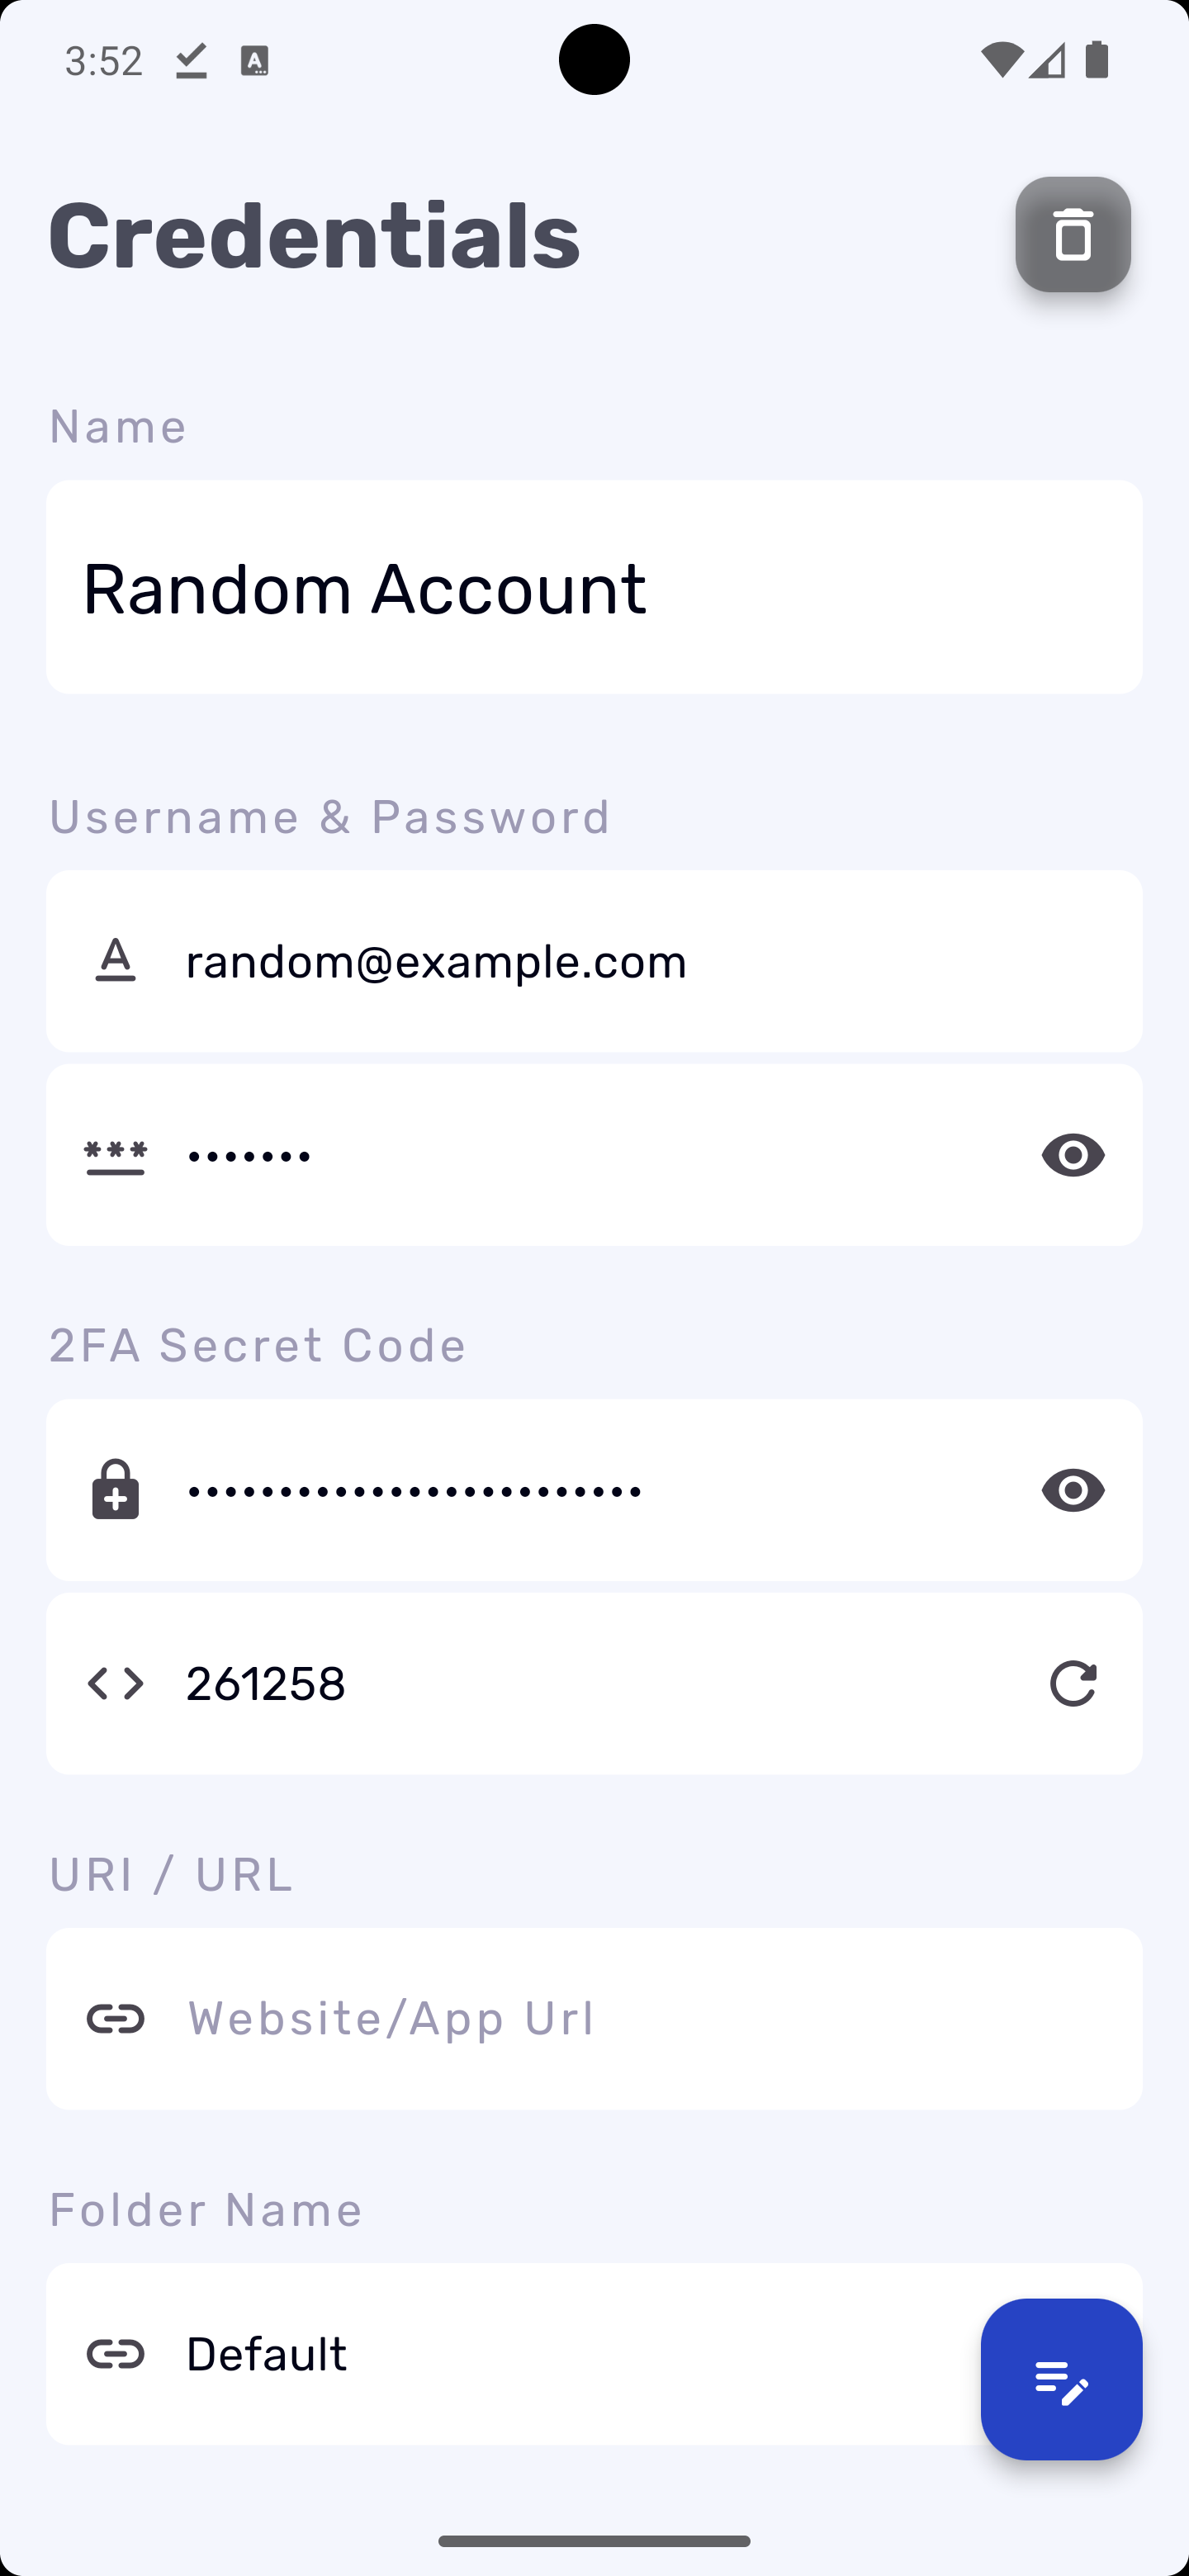 3:52
Credentials
Name
Random Account
Username & Password
random@example.com
•••••••
2FA Secret Code
•••••••••••••••••••••••••
261258
URI / URL
Website/App Url
Folder Name
Default